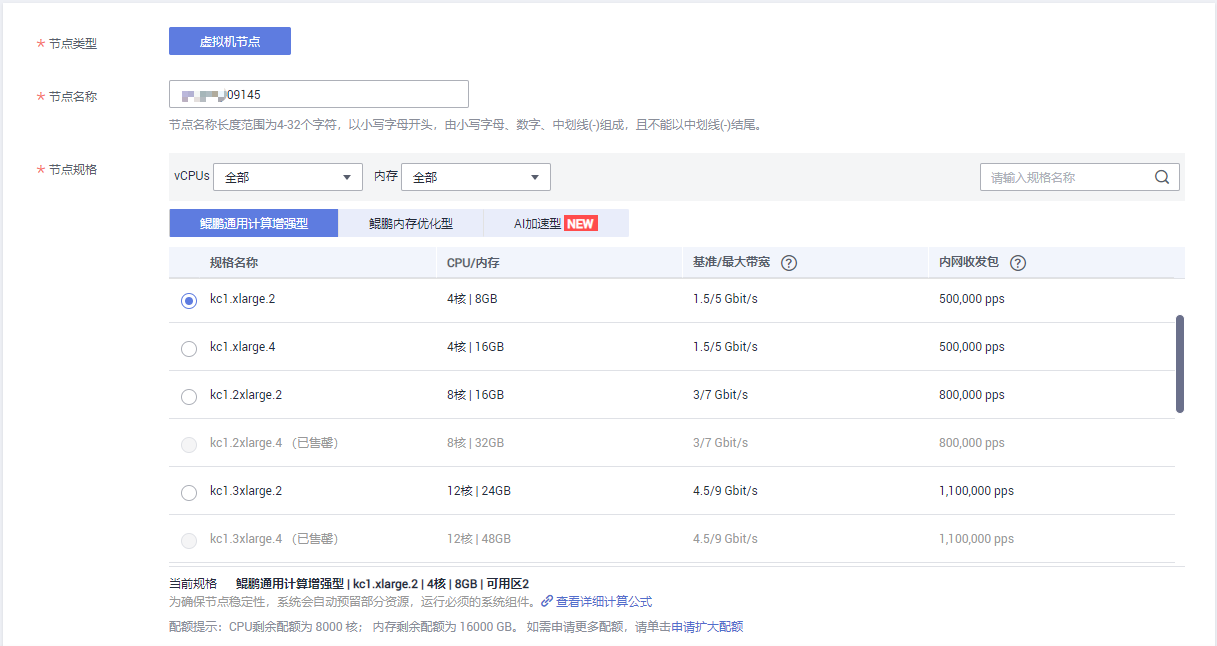 * 节点类型 虚拟机节点
* 节点名称 09145
节点名称长度范围为4-32个字符，以小写字母开头，由小写字母、数字、中划线(-)组成，且不能以中划线(-)结尾。
* 节点规格 vCPUs 全部 内存 全部 请输入规格名称
鲲鹏通用计算增强型 鲲鹏内存优化型 AI加速型 NEW
规格名称 CPU/内存 基准/最大带宽 ? 内网收发包 ?
kc1.xlarge.2 4核 | 8GB 1.5/5 Gbit/s 500,000 pps
kc1.xlarge.4 4核 | 16GB 1.5/5 Gbit/s 500,000 pps
kc1.2xlarge.2 8核 | 16GB 3/7 Gbit/s 800,000 pps
kc1.2xlarge.4 （已售罄） 8核 | 32GB 3/7 Gbit/s 800,000 pps
kc1.3xlarge.2 12核 | 24GB 4.5/9 Gbit/s 1,100,000 pps
kc1.3xlarge.4 （已售罄） 12核 | 48GB 4.5/9 Gbit/s 1,100,000 pps
当前规格 鲲鹏通用计算增强型 | kc1.xlarge.2 | 4核 | 8GB | 可用区2
为确保节点稳定性，系统会自动预留部分资源，运行必须的系统组件。 查看详细计算公式
配额提示：CPU剩余配额为 8000 核； 内存剩余配额为 16000 GB。 如需申请更多配额，请单击申请扩大配额